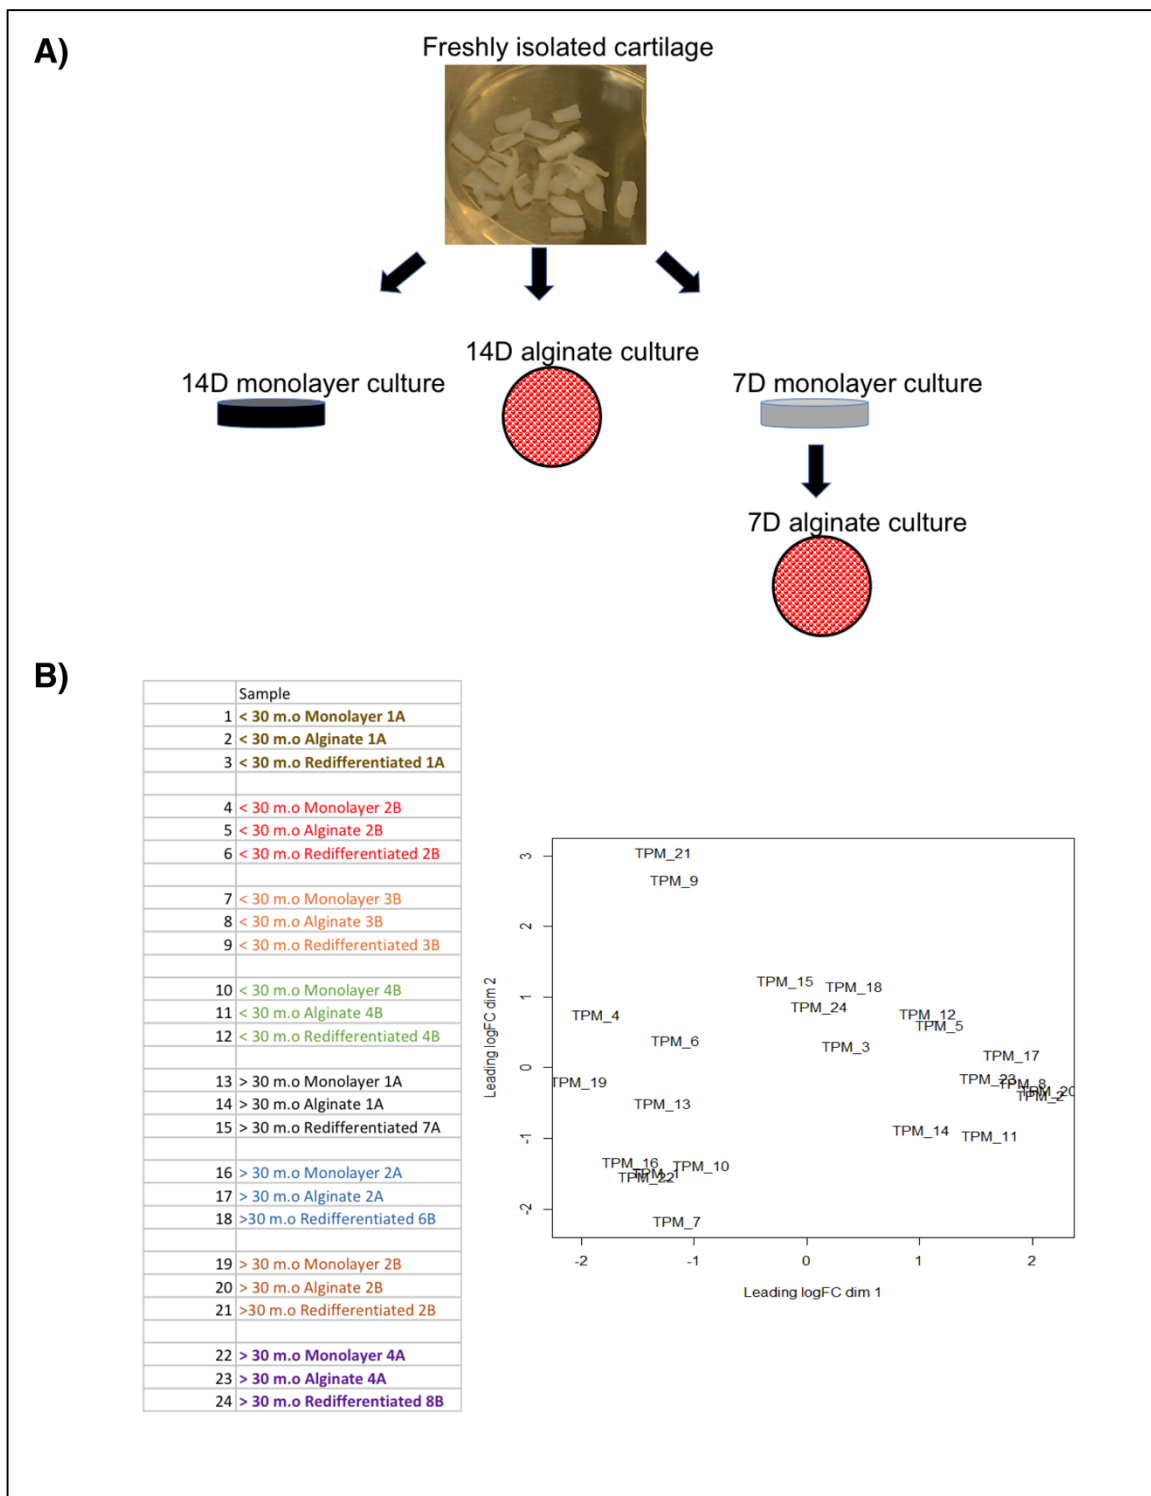 A)
Freshly isolated cartilage
14D alginate culture
14D monolayer culture
7D monolayer culture
7D alginate culture
B)
Sample
1 < 30 m.o Monolayer 1A
2 < 30 m.o Alginate 1A
3 < 30 m.o Redifferentiated 1A
4 < 30 m.o Monolayer 2B
5 < 30 m.o Alginate 2B
6 < 30 m.o Redifferentiated 2B
7 < 30 m.o Monolayer 3B
8 < 30 m.o Alginate 3B
9 < 30 m.o Redifferentiated 3B
10 < 30 m.o Monolayer 4B
11 < 30 m.o Alginate 4B
12 < 30 m.o Redifferentiated 4B
13 > 30 m.o Monolayer 1A
14 > 30 m.o Alginate 1A
15 > 30 m.o Redifferentiated 7A
16 > 30 m.o Monolayer 2A
17 > 30 m.o Alginate 2A
18 >30 m.o Redifferentiated 6B
19 > 30 m.o Monolayer 2B
20 > 30 m.o Alginate 2B
21 >30 m.o Redifferentiated 2B
22 > 30 m.o Monolayer 4A
23 > 30 m.o Alginate 4A
24 > 30 m.o Redifferentiated 8B
Leading logFC dim 2
3
2
1
0
-1
-2
TPM_21
TPM_9
TPM_15
TPM_18
TPM_4
TPM_24
TPM_12
TPM_5
TPM_6
TPM_3
TPM_17
TPM_19
TPM_23
TPM_8
TPM_20
TPM_2
TPM_13
TPM_14
TPM_11
TPM_16
TPM_10
TPM_1
TPM_22
TPM_7
-2 -1 0 1 2
Leading logFC dim 1